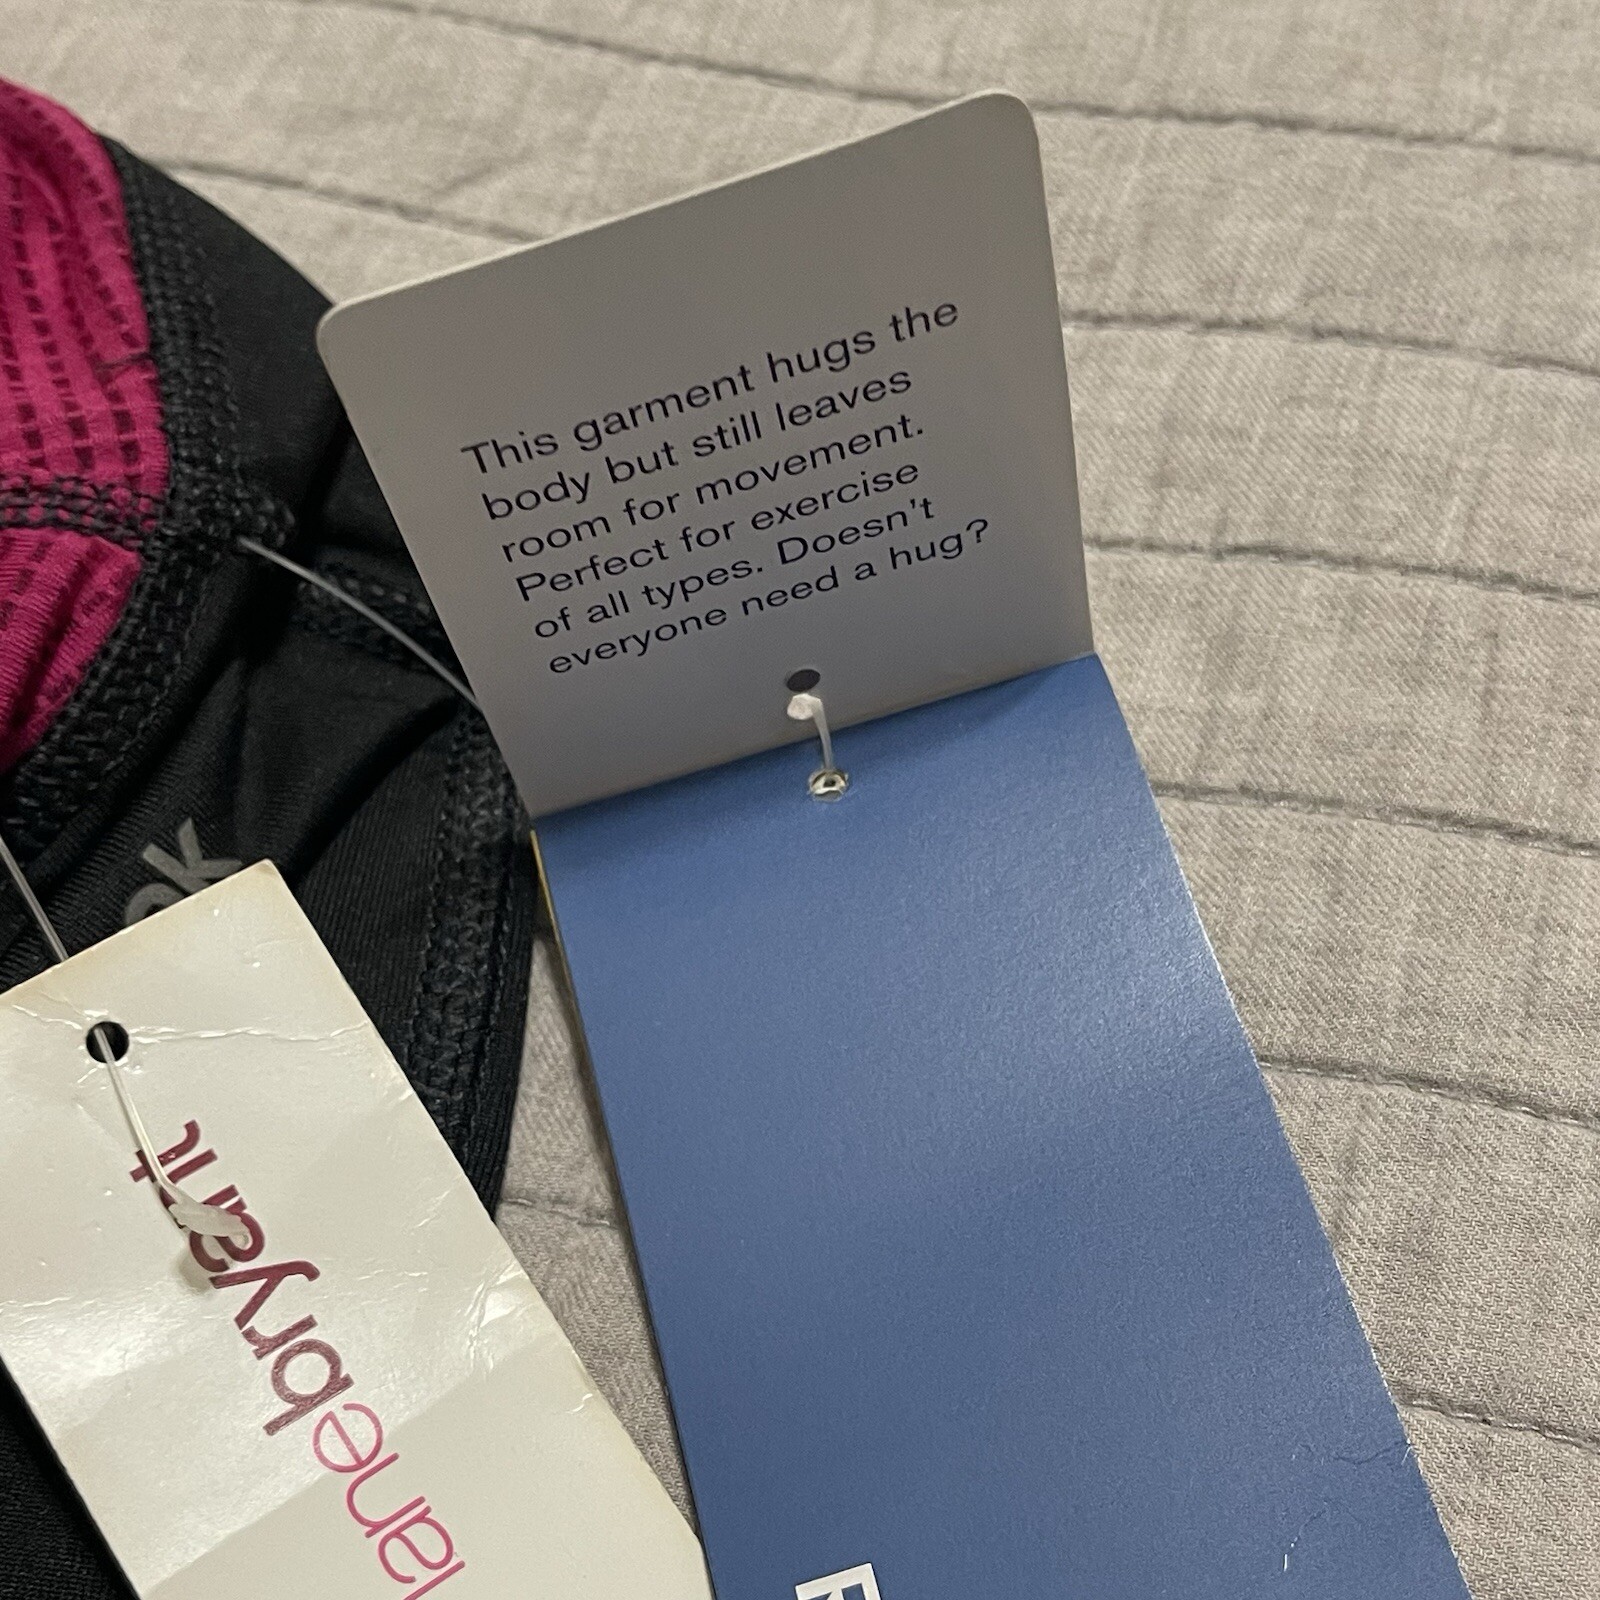 This garment hugs the
body but still leaves
room for movement.
Perfect for exercise
of all types. Doesn't
everyone need a hug?
lanebryant
R